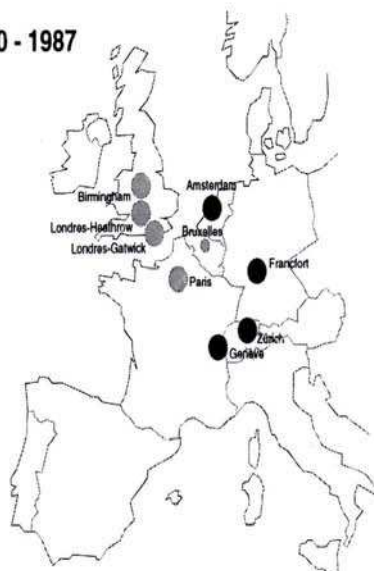 0 - 1987
Birmingham
Amsterdam
Londres-Heathrow
Bruxelles
Londres-Gatwick
Francfort
Paris
Zürich
Genève